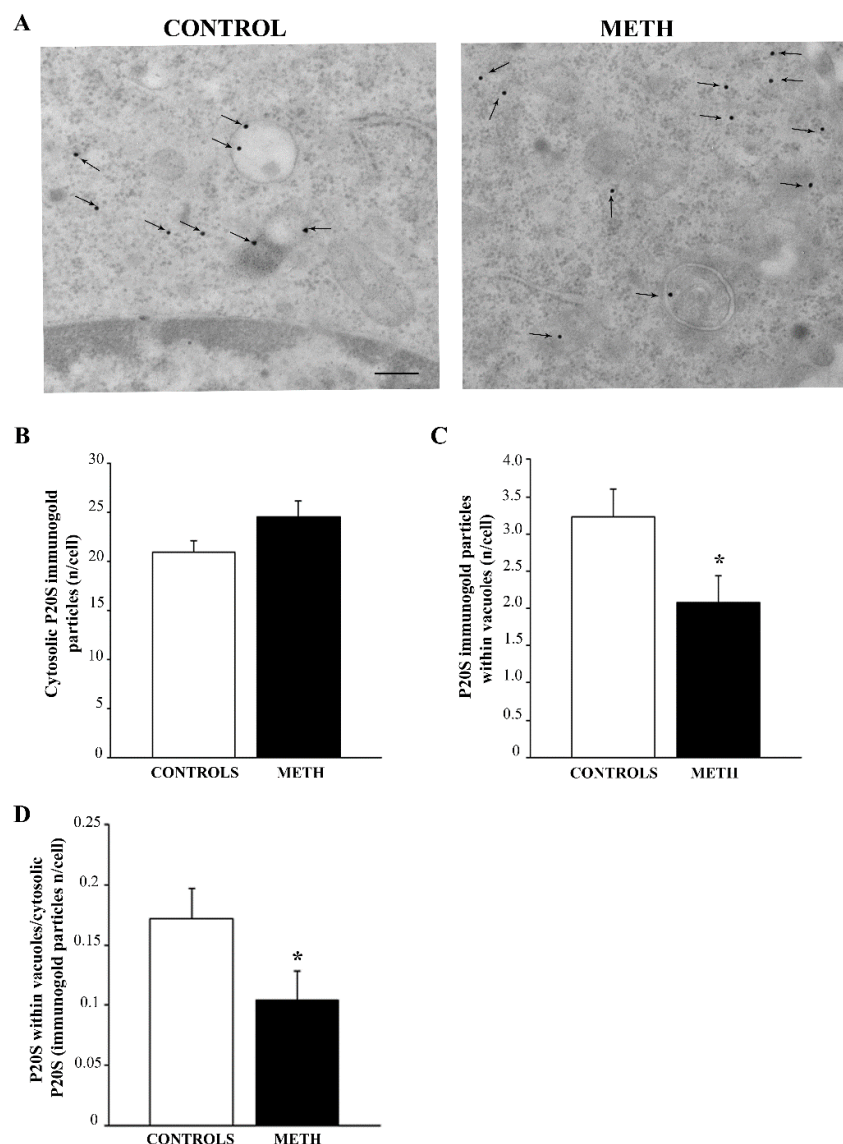 A
CONTROL
METH
B
30
25
20
15
10
5
0
Cytosolic P20S immunogold
particles (n/cell)
CONTROLS
METH
C
4.0
3.5
3.0
2.5
2.0
1.5
1.0
0.5
0
P20S immunogold particles
within vacuoles (n/cell)
*
CONTROLS
METII
D
0.25
0.2
0.15
0.1
0.05
0
P20S within vacuoles/cytosolic
P20S (immunogold particles n/cell)
*
CONTROLS
METH